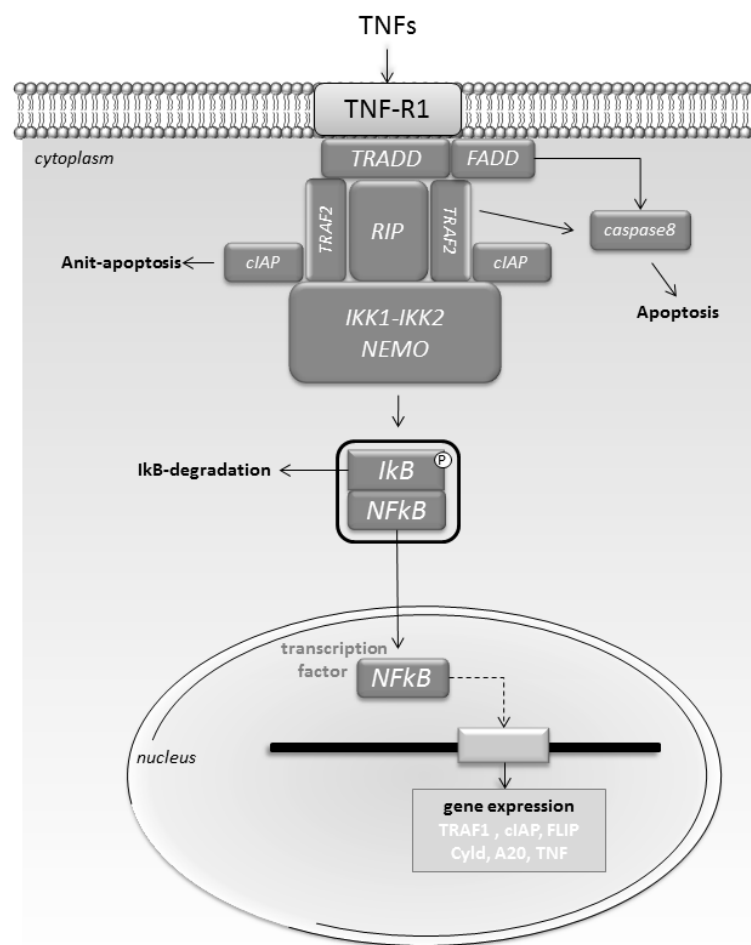 TNFs
TNF-R1
cytoplasm
TRADD
FADD
TRAF2
RIP
TRAF2
caspase8
Anit-apoptosis
cIAP
cIAP
Apoptosis
IKK1-IKK2
NEMO
IkB-degradation
IkB
P
NFkB
transcription
factor
NFkB
nucleus
gene expression
TRAF1 , cIAP, FLIP
Cyld, A20, TNF